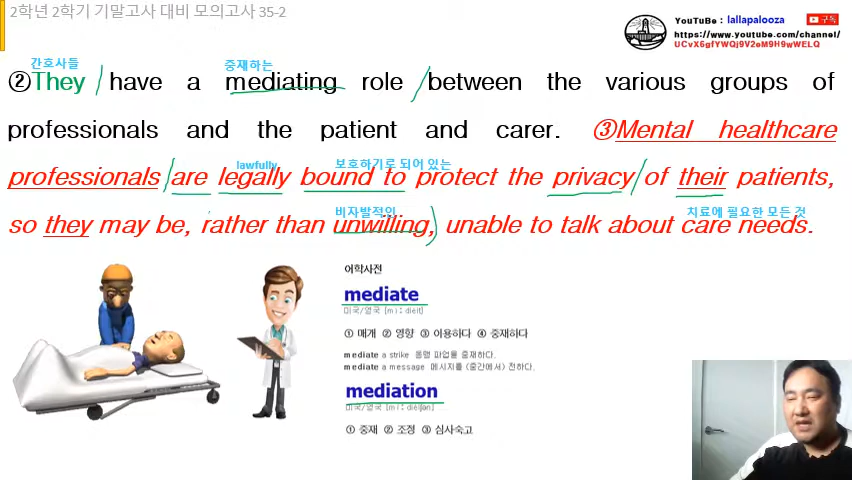 2학년 2학기 기말고사 대비 모의고사 35-2
YouTuBe : lallapalooza
구독
https://www.youtube.com/channel/
UCvX6gfYWQj9V2eM9H9wWELQ
간호사들 중재하는
②They have a mediating role between the various groups of
professionals and the patient and carer. ③Mental healthcare
lawfully 보호하기로 되어 있는
professionals are legally bound to protect the privacy of their patients,
비자발적인 치료에 필요한 모든 것
so they may be, rather than unwilling, unable to talk about care needs.
어학사전
mediate
미국/영국
① 매개 ② 영향 ③ 이용하다 ④ 중재하다
mediate a strike 동맹 파업을 중재하다.
mediate a message 메시지를 (중간에서) 전하다.
mediation
미국/영국
① 중재 ② 조정 ③ 심사숙고